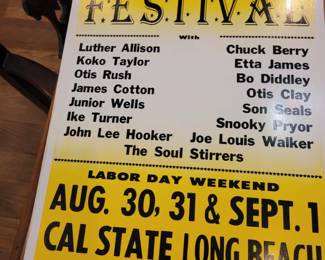 FESTIVAL
With
Luther Allison Chuck Berry
Koko Taylor Etta James
Otis Rush Bo Diddley
James Cotton Otis Clay
Junior Wells Son Seals
Ike Turner Snooky Pryor
John Lee Hooker Joe Louis Walker
The Soul Stirrers
LABOR DAY WEEKEND
AUG. 30, 31 & SEPT. 1
CAL STATE LONG BEACH